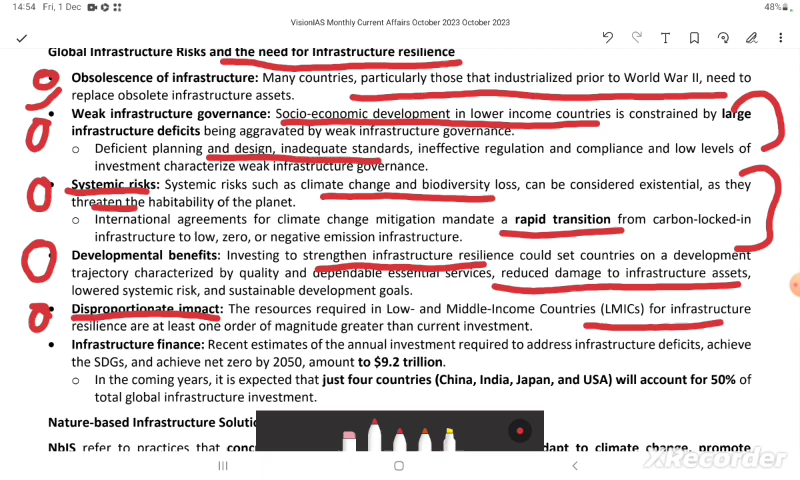 14:54 Fri, 1 Dec
48%
VisionIAS Monthly Current Affairs October 2023 October 2023
Global Infrastructure Risks and the need for Infrastructure resilience
Obsolescence of infrastructure: Many countries, particularly those that industrialized prior to World War II, need to
replace obsolete infrastructure assets.
• Weak infrastructure governance: Socio-economic development in lower income countries is constrained by large
infrastructure deficits being aggravated by weak infrastructure governance.
o Deficient planning and design, inadequate standards, ineffective regulation and compliance and low levels of
investment characterize weak infrastructure governance.
• Systemic risks: Systemic risks such as climate change and biodiversity loss, can be considered existential, as they
threaten the habitability of the planet.
o International agreements for climate change mitigation mandate a rapid transition from carbon-locked-in
infrastructure to low, zero, or negative emission infrastructure.
• Developmental benefits: Investing to strengthen infrastructure resilience could set countries on a development
trajectory characterized by quality and dependable essential services, reduced damage to infrastructure assets,
lowered systemic risk, and sustainable development goals.
• Disproportionate impact: The resources required in Low- and Middle-Income Countries (LMICs) for infrastructure
resilience are at least one order of magnitude greater than current investment.
• Infrastructure finance: Recent estimates of the annual investment required to address infrastructure deficits, achieve
the SDGs, and achieve net zero by 2050, amount to $9.2 trillion.
o In the coming years, it is expected that just four countries (China, India, Japan, and USA) will account for 50% of
total global infrastructure investment.
Nature-based Infrastructure
NbIS refer to practices that climate change, promote
XRecorder